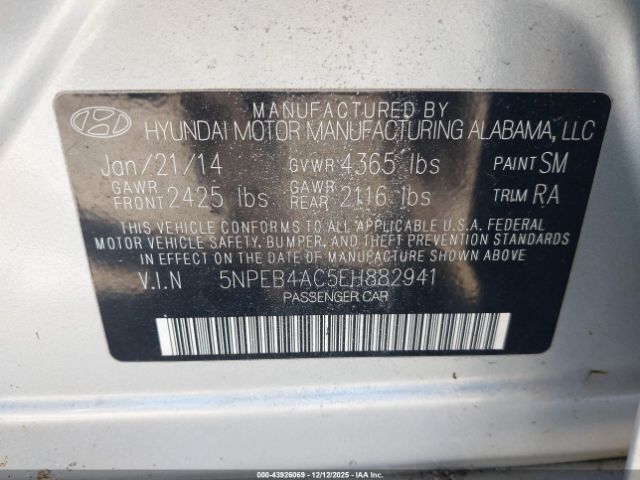 MANUFACTURED BY
HYUNDAI MOTOR MANUFACTURING ALABAMA, LLC
Jan/21/14 GVWR 4365 lbs PAINT SM
GAWR FRONT 2425 lbs GAWR REAR 2116 lbs TRIM RA
THIS VEHICLE CONFORMS TO ALL APPLICABLE U.S.A. FEDERAL
MOTOR VEHICLE SAFETY, BUMPER, AND THEFT PREVENTION
STANDARDS IN EFFECT ON THE DATE OF MANUFACTURE SHOWN ABOVE.
V.I.N 5NPEB4AC5EH882941
PASSENGER CAR
000-43926069 - 12/12/2025 - IAA Inc.